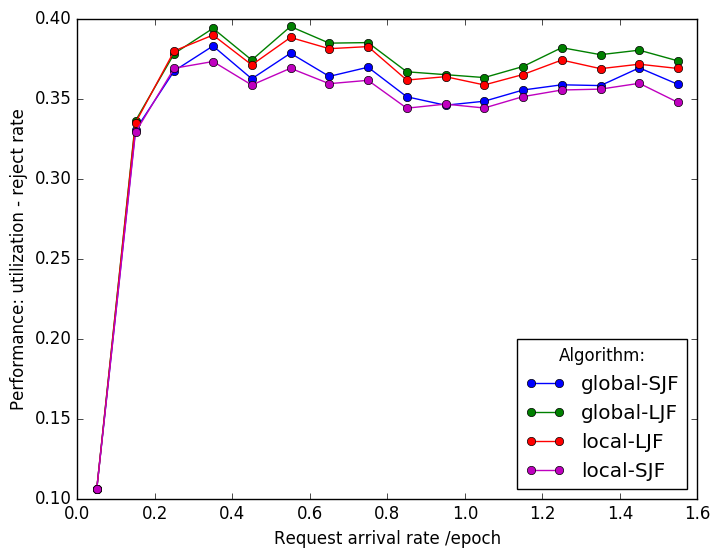 0.40
0.35
0.30
0.25
0.20
0.15
0.10
Performance: utilization - reject rate
Algorithm:
global-SJF
global-LJF
local-LJF
local-SJF
0.0 0.2 0.4 0.6 0.8 1.0 1.2 1.4 1.6
Request arrival rate /epoch